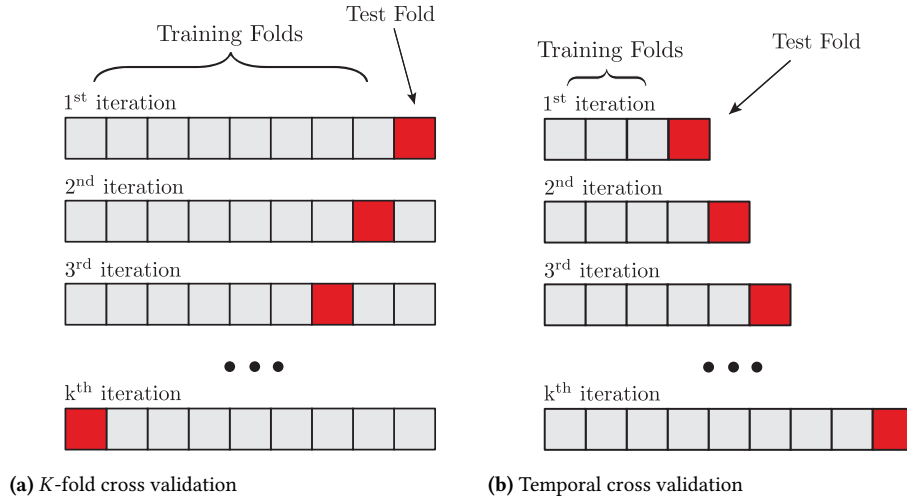 Test Fold
Training Folds
1st iteration
2nd iteration
3rd iteration
kth iteration
(a) K-fold cross validation
Test Fold
Training Folds
1st iteration
2nd iteration
3rd iteration
kth iteration
(b) Temporal cross validation